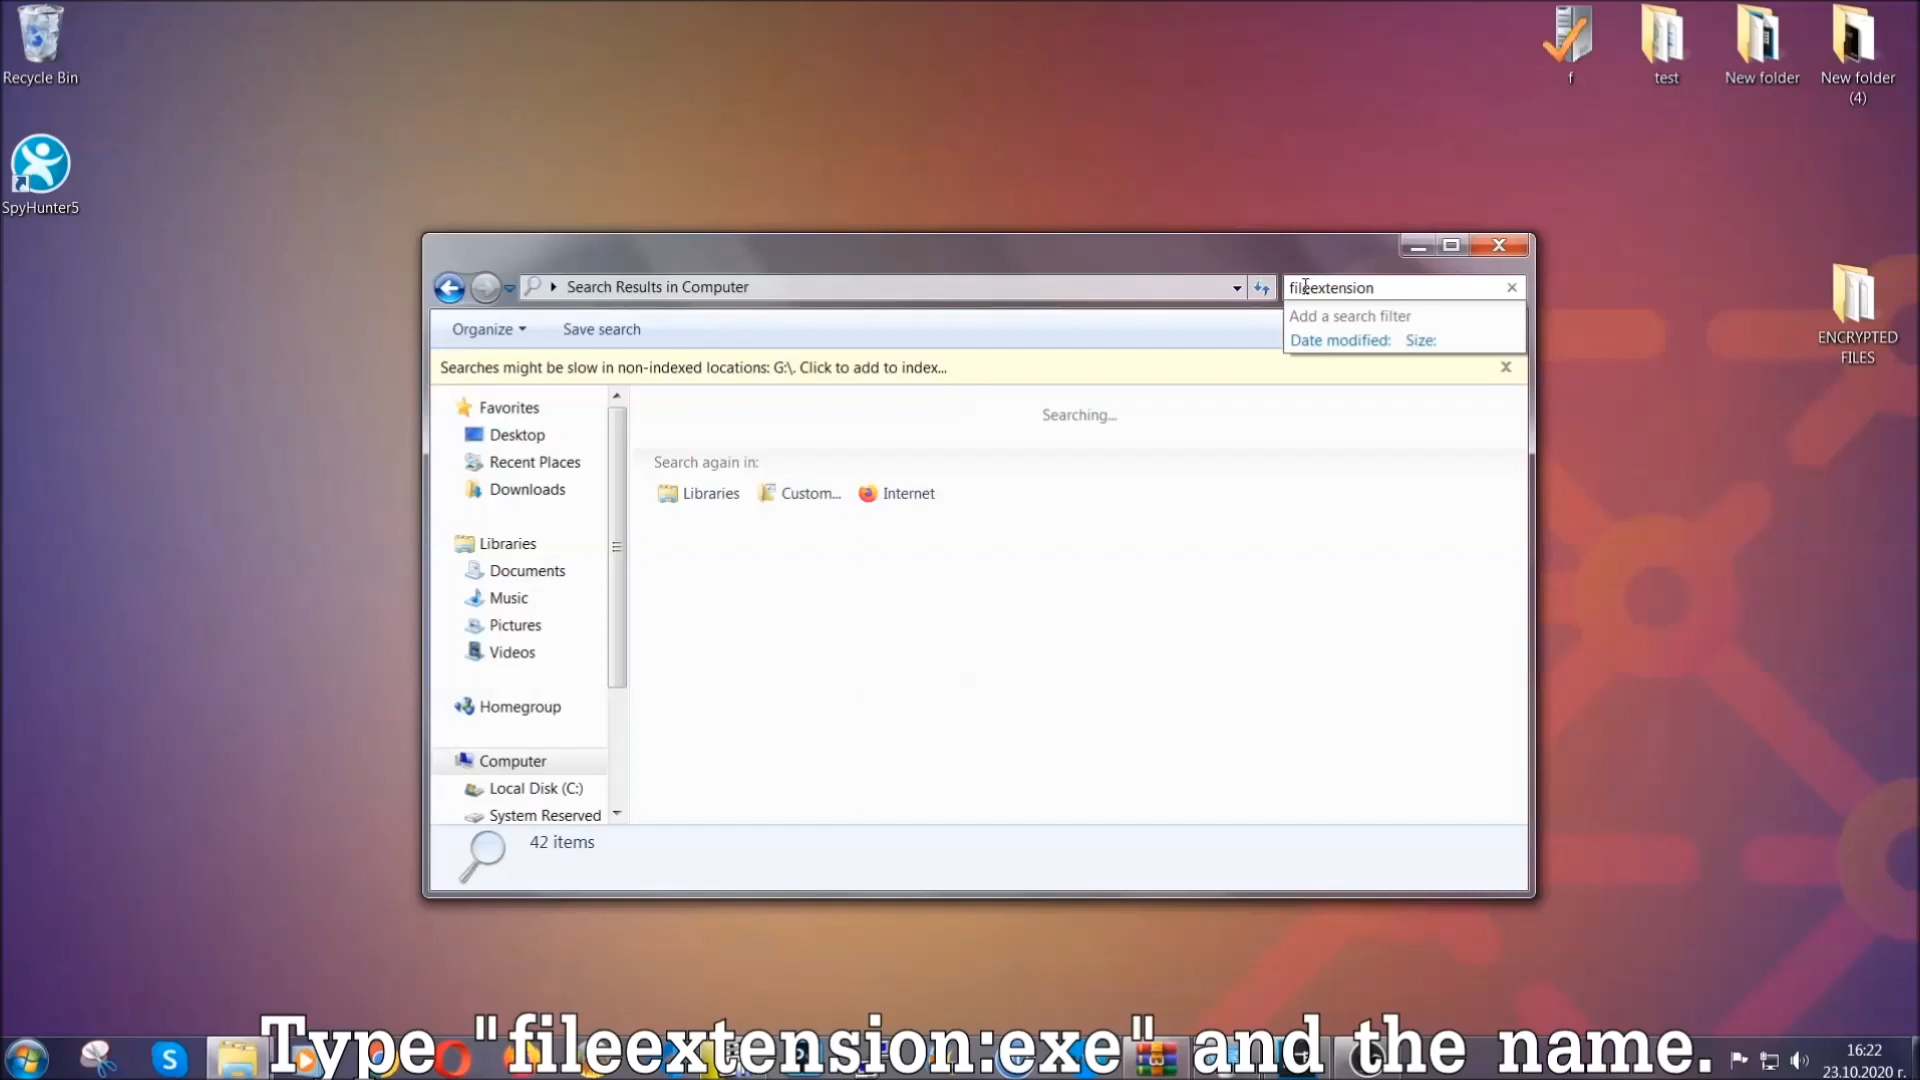 Recycle Bin
SpyHunter5
f
test
New folder
New folder
(4)
ENCRYPTED
FILES
Search Results in Computer
fileextension
Add a search filter
Date modified: Size:
Organize
Save search
Searches might be slow in non-indexed locations: G:\. Click to add to index...
Favorites
Desktop
Recent Places
Downloads
Libraries
Documents
Music
Pictures
Videos
Homegroup
Computer
Local Disk (C:)
System Reserved
Searching...
Search again in:
Libraries
Custom...
Internet
42 items
Type "fileextension:exe" and the name.
16:22
23.10.2020 г.